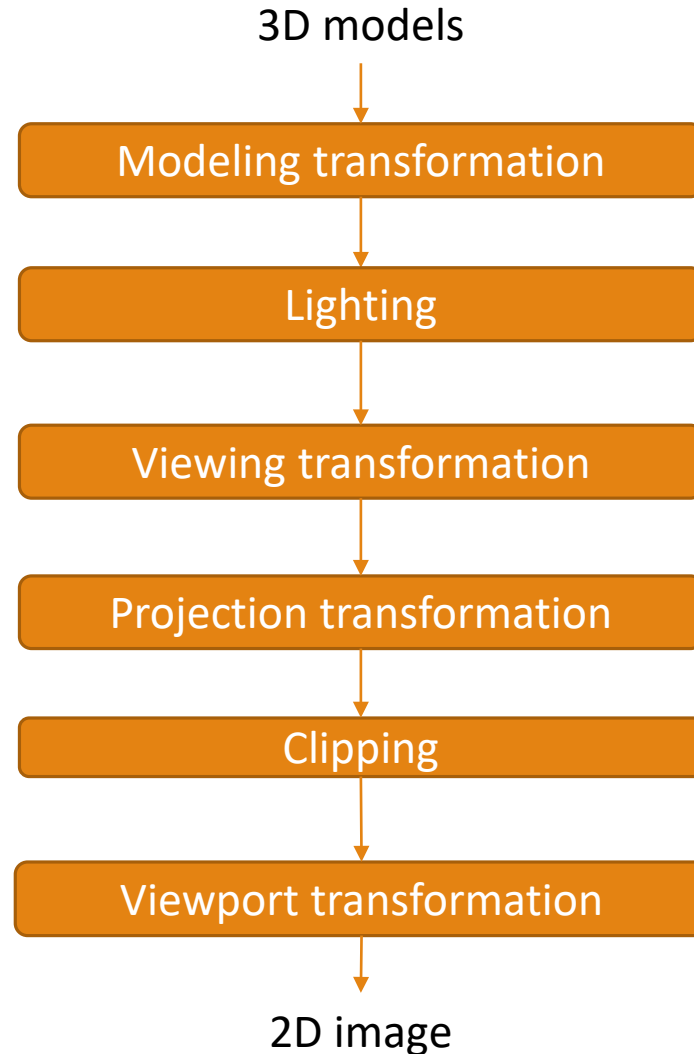 3D models
Modeling transformation
Lighting
Viewing transformation
Projection transformation
Clipping
Viewport transformation
2D image